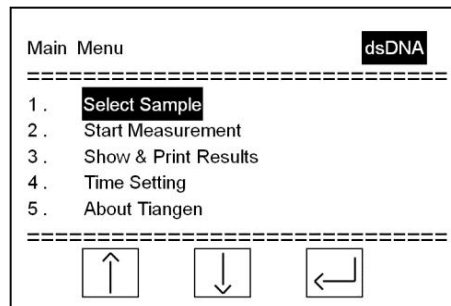 Main Menu dsDNA
==============================
1. Select Sample
2. Start Measurement
3. Show & Print Results
4. Time Setting
5. About Tiangen
==============================
↑ ↓ ↵